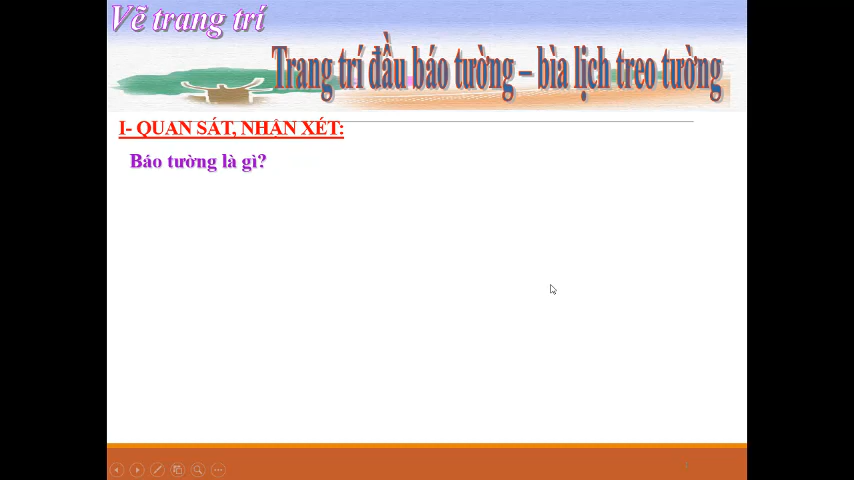 Vẽ trang trí
Trang trí đầu báo tường – bìa lịch treo tường
I- QUAN SÁT, NHẬN XÉT:
Báo tường là gì?